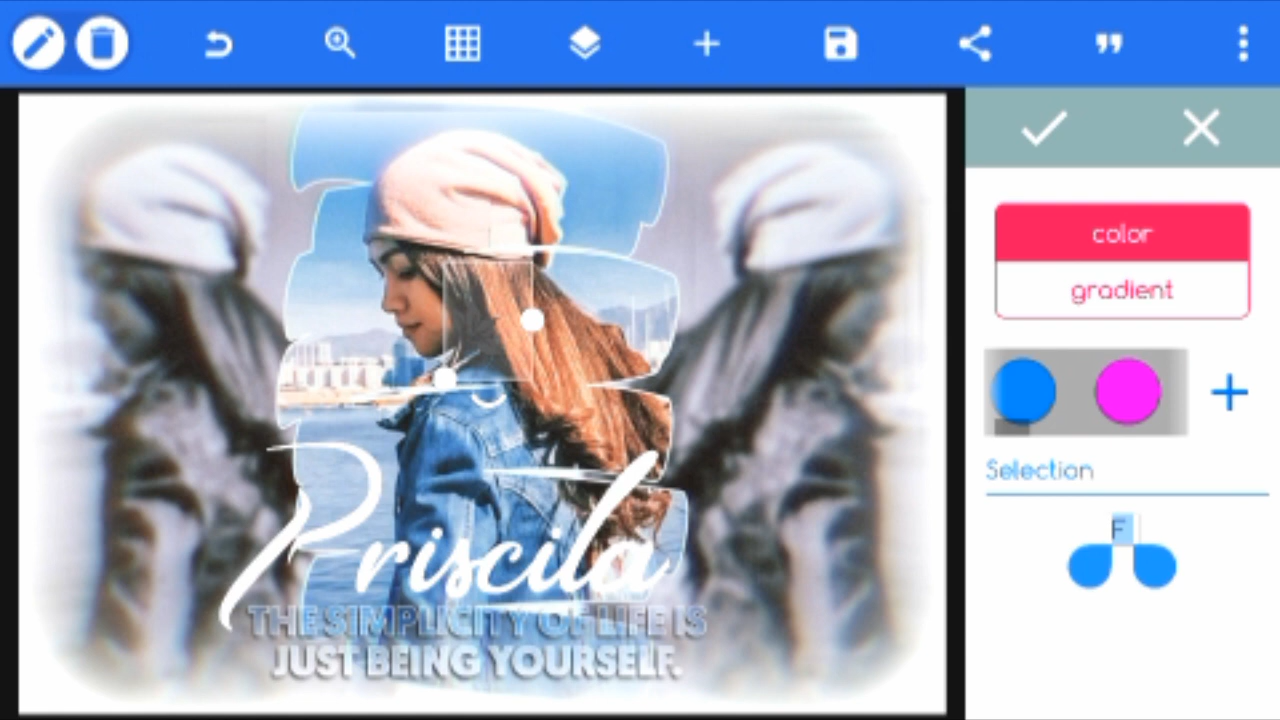 color
gradient
Selection
F
Priscila
THE SIMPLICITY OF LIFE IS
JUST BEING YOURSELF.